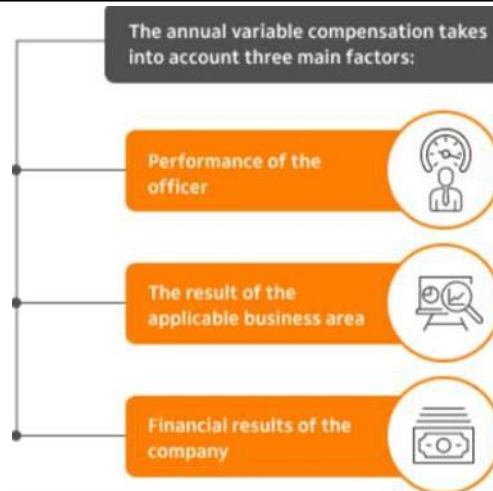 The annual variable compensation takes
into account three main factors:
Performance of the
officer
The result of the
applicable business area
Financial results of the
company